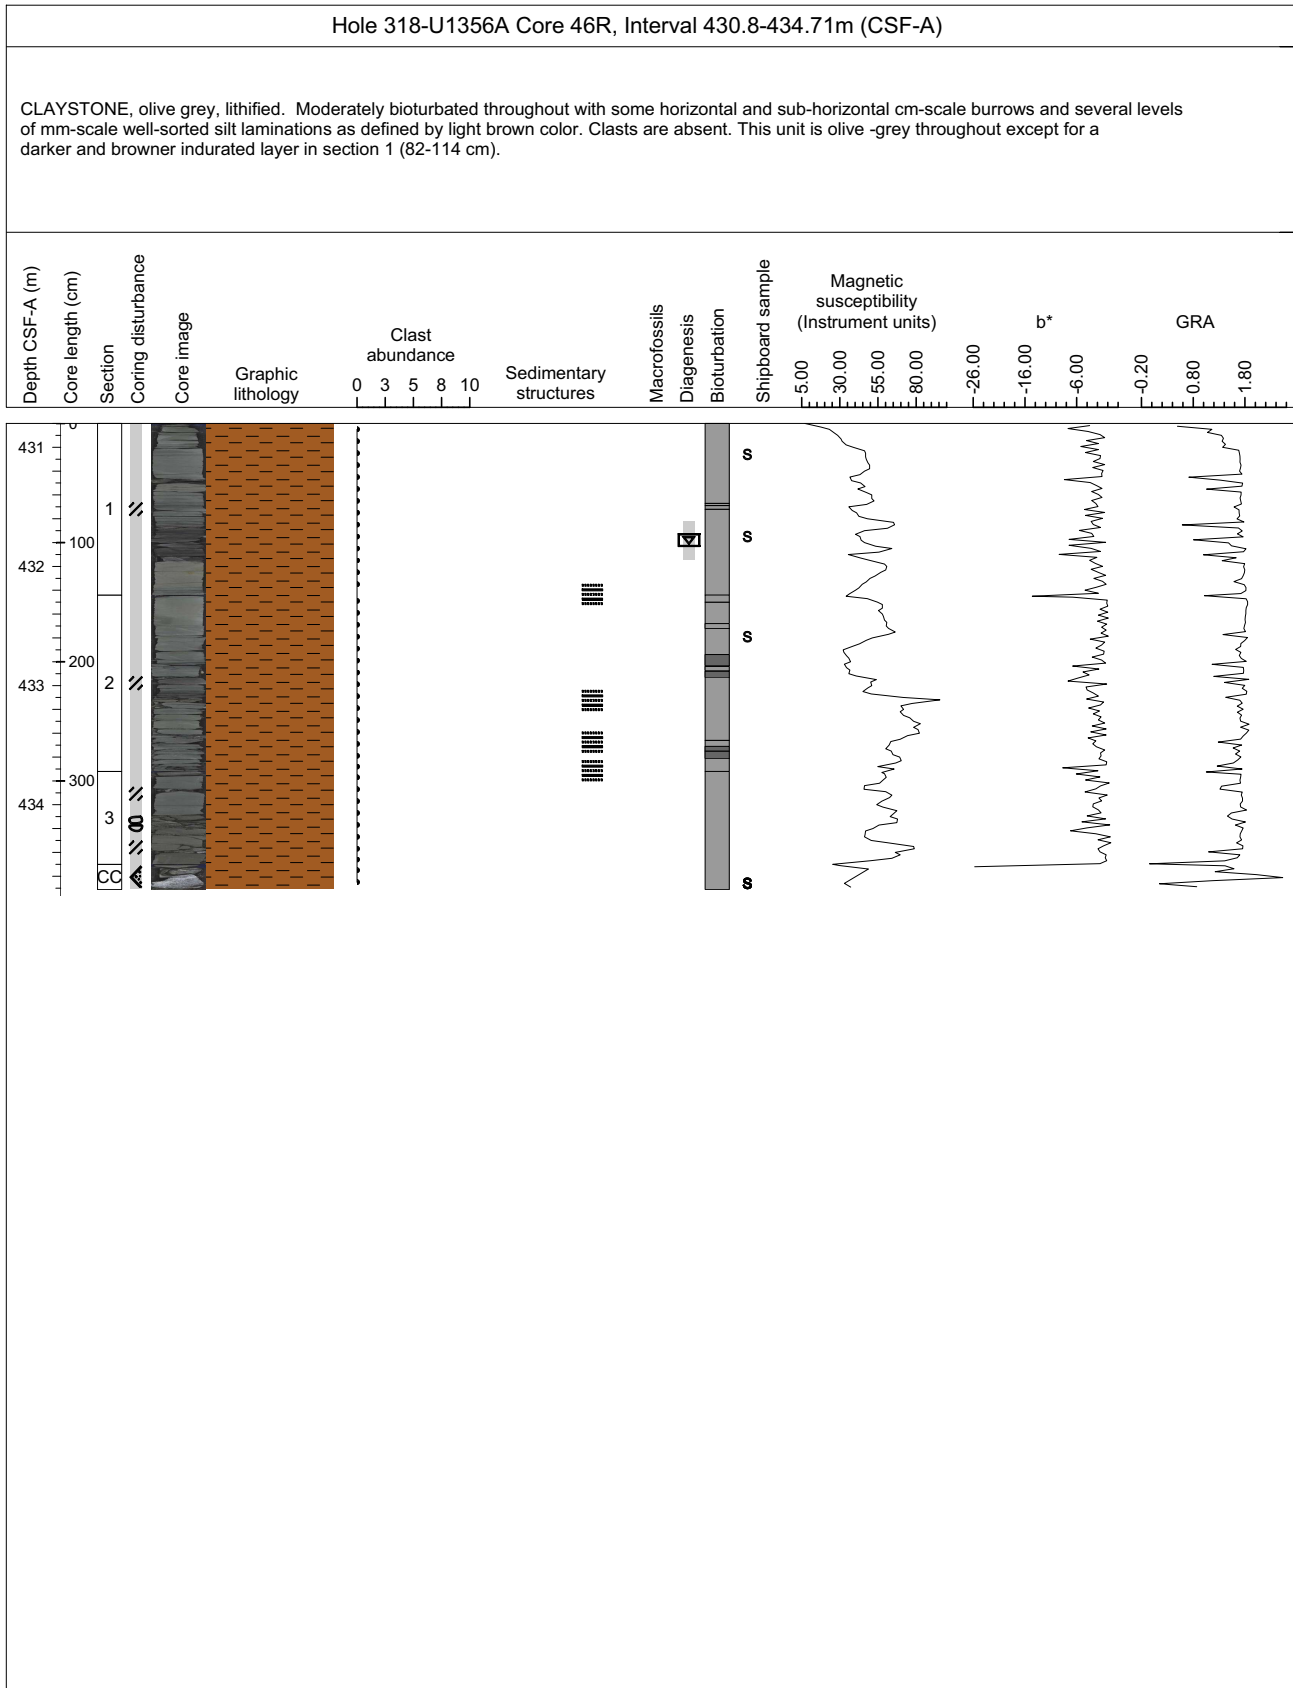 Hole 318-U1356A Core 46R, Interval 430.8-434.71m (CSF-A)
CLAYSTONE, olive grey, lithified.  Moderately bioturbated throughout with some horizontal and sub-horizontal cm-scale burrows and several levels
of mm-scale well-sorted silt laminations as defined by light brown color. Clasts are absent. This unit is olive -grey throughout except for a
darker and browner indurated layer in section 1 (82-114 cm).
Depth CSF-A (m)
Core length (cm)
Section
Coring disturbance
Core image
Graphic
lithology
Clast
abundance
0 3 5 8 10
Sedimentary
structures
Macrofossils
Diagenesis
Bioturbation
Shipboard sample
Magnetic
susceptibility
(Instrument units)
5.00 30.00 55.00 80.00
b*
-26.00 -16.00 -6.00
GRA
-0.20 0.80 1.80
0
431
S
1
S
100
432
S
200
433
2
300
434
3
CC
S